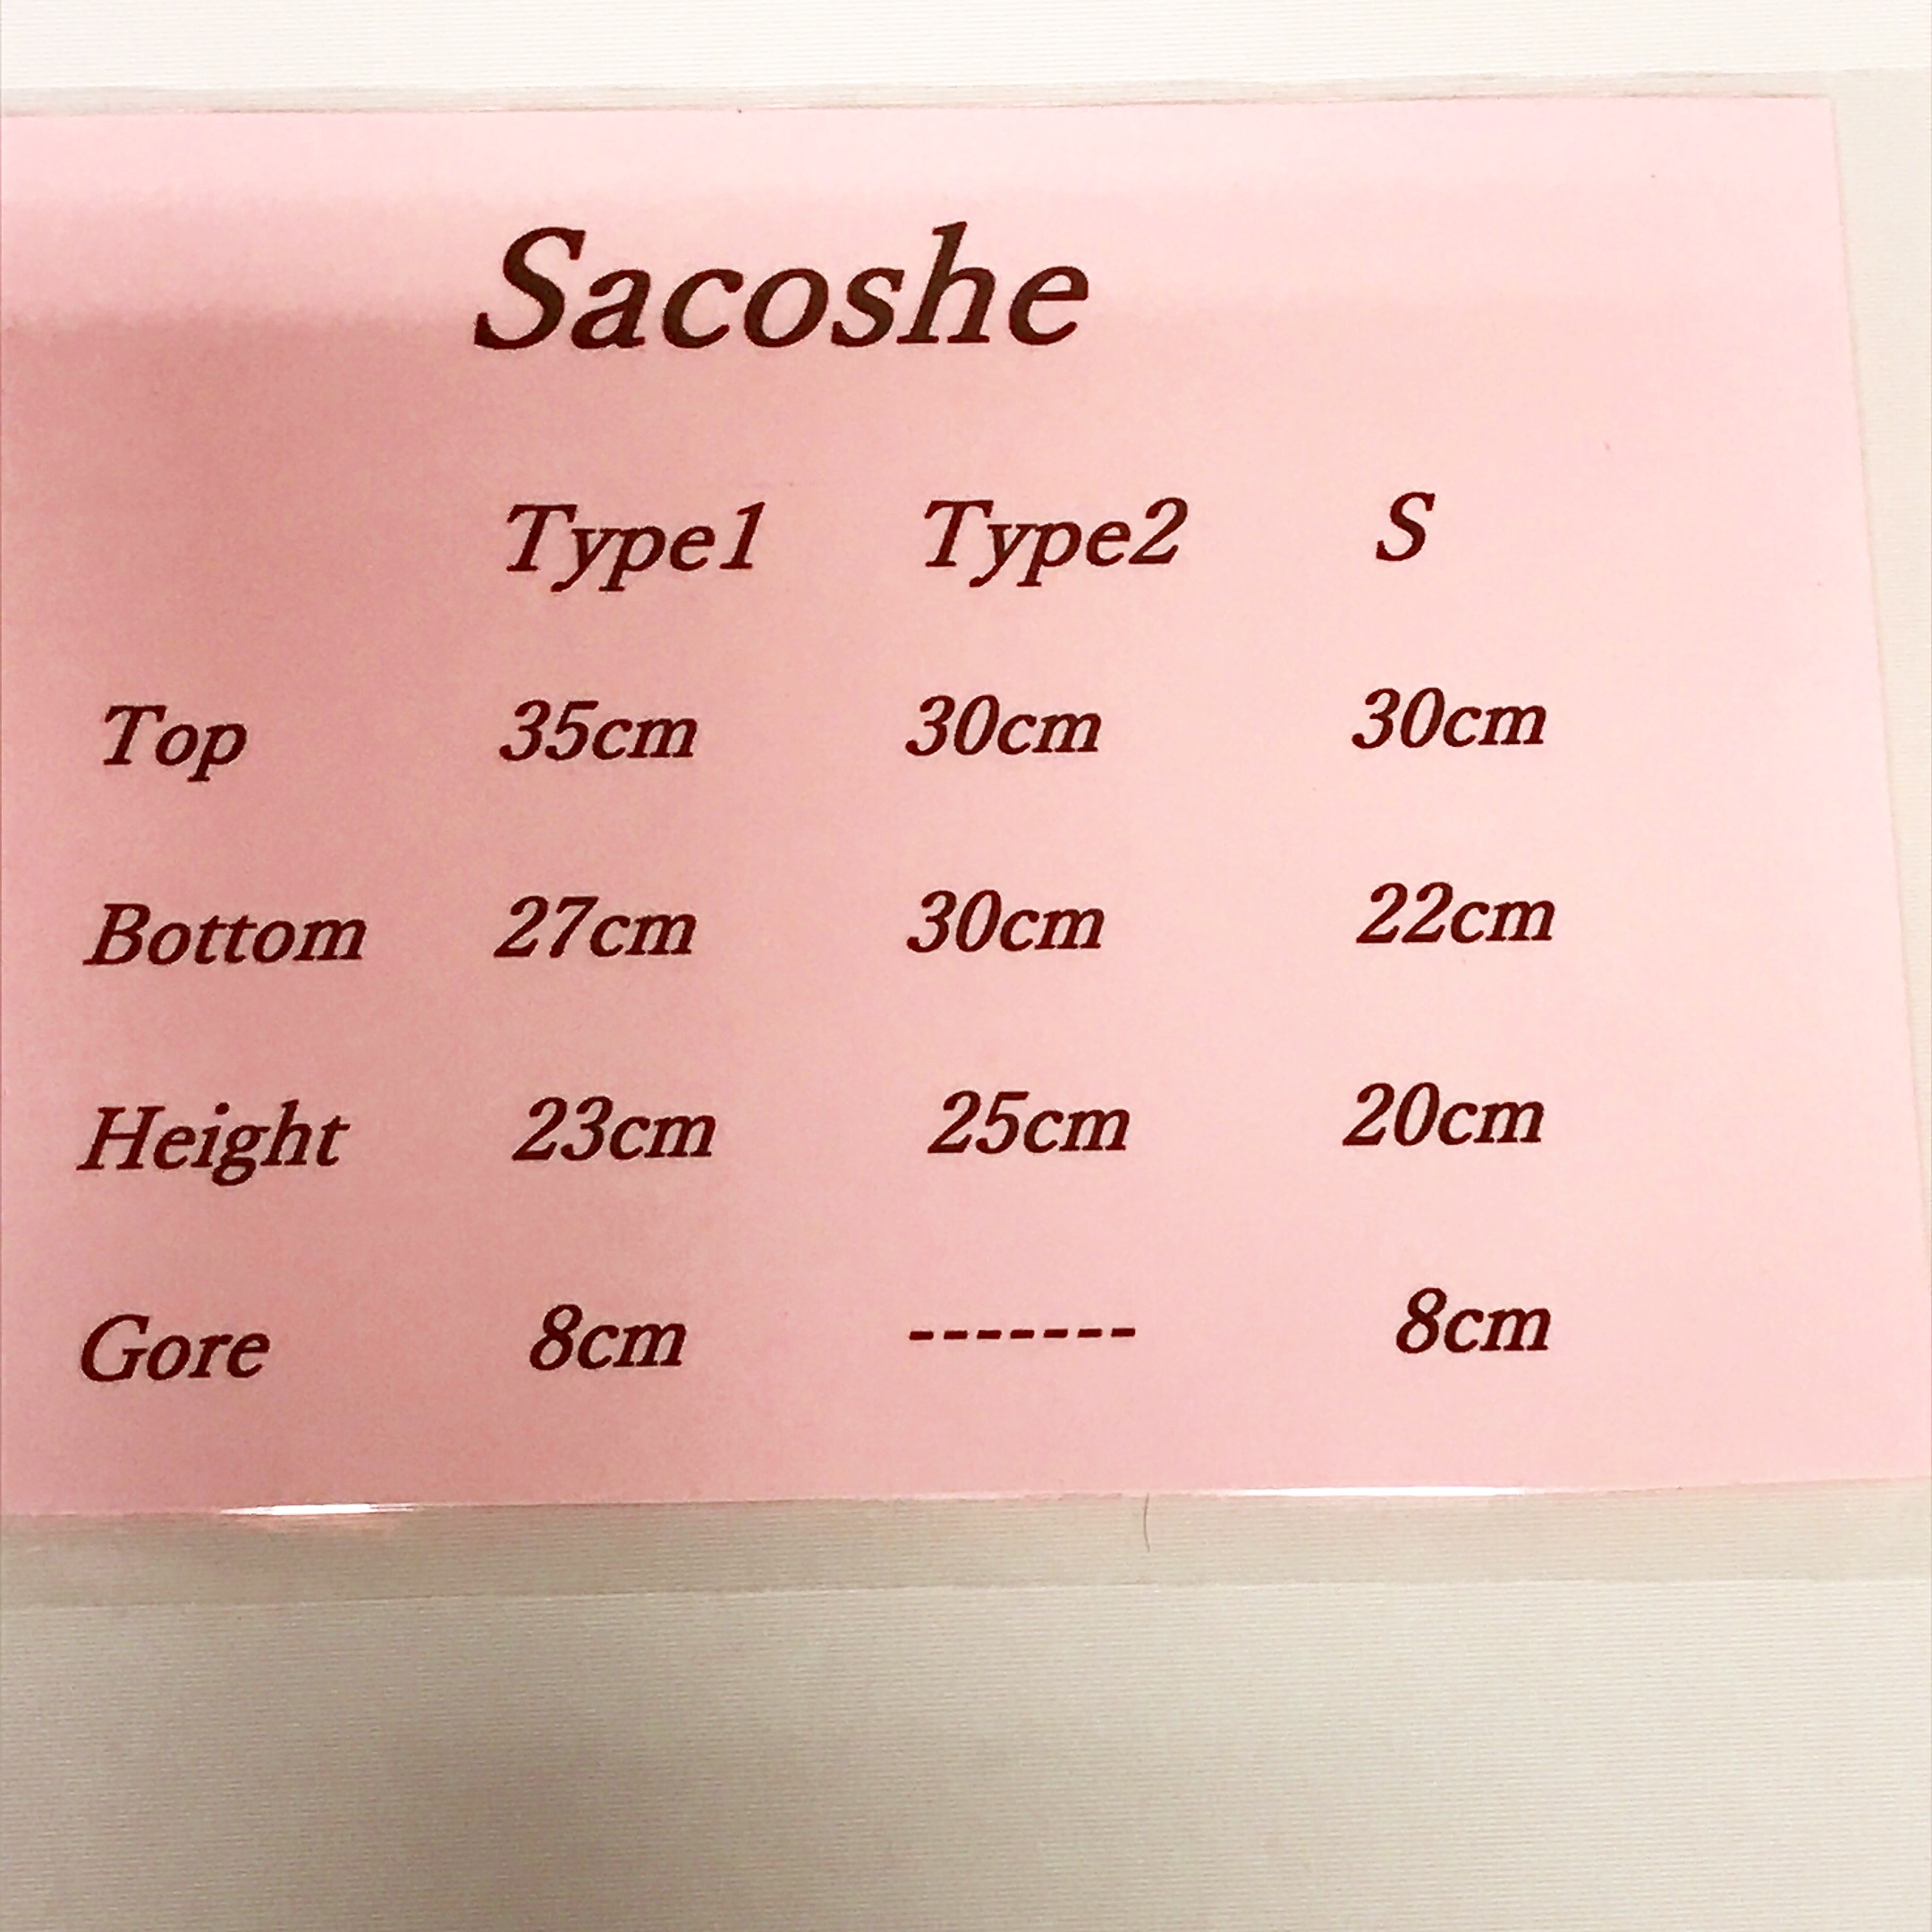 Sacoshe
Type1 Type2 S
Top 35cm 30cm 30cm
Bottom 27cm 30cm 22cm
Height 23cm 25cm 20cm
Gore 8cm ------- 8cm